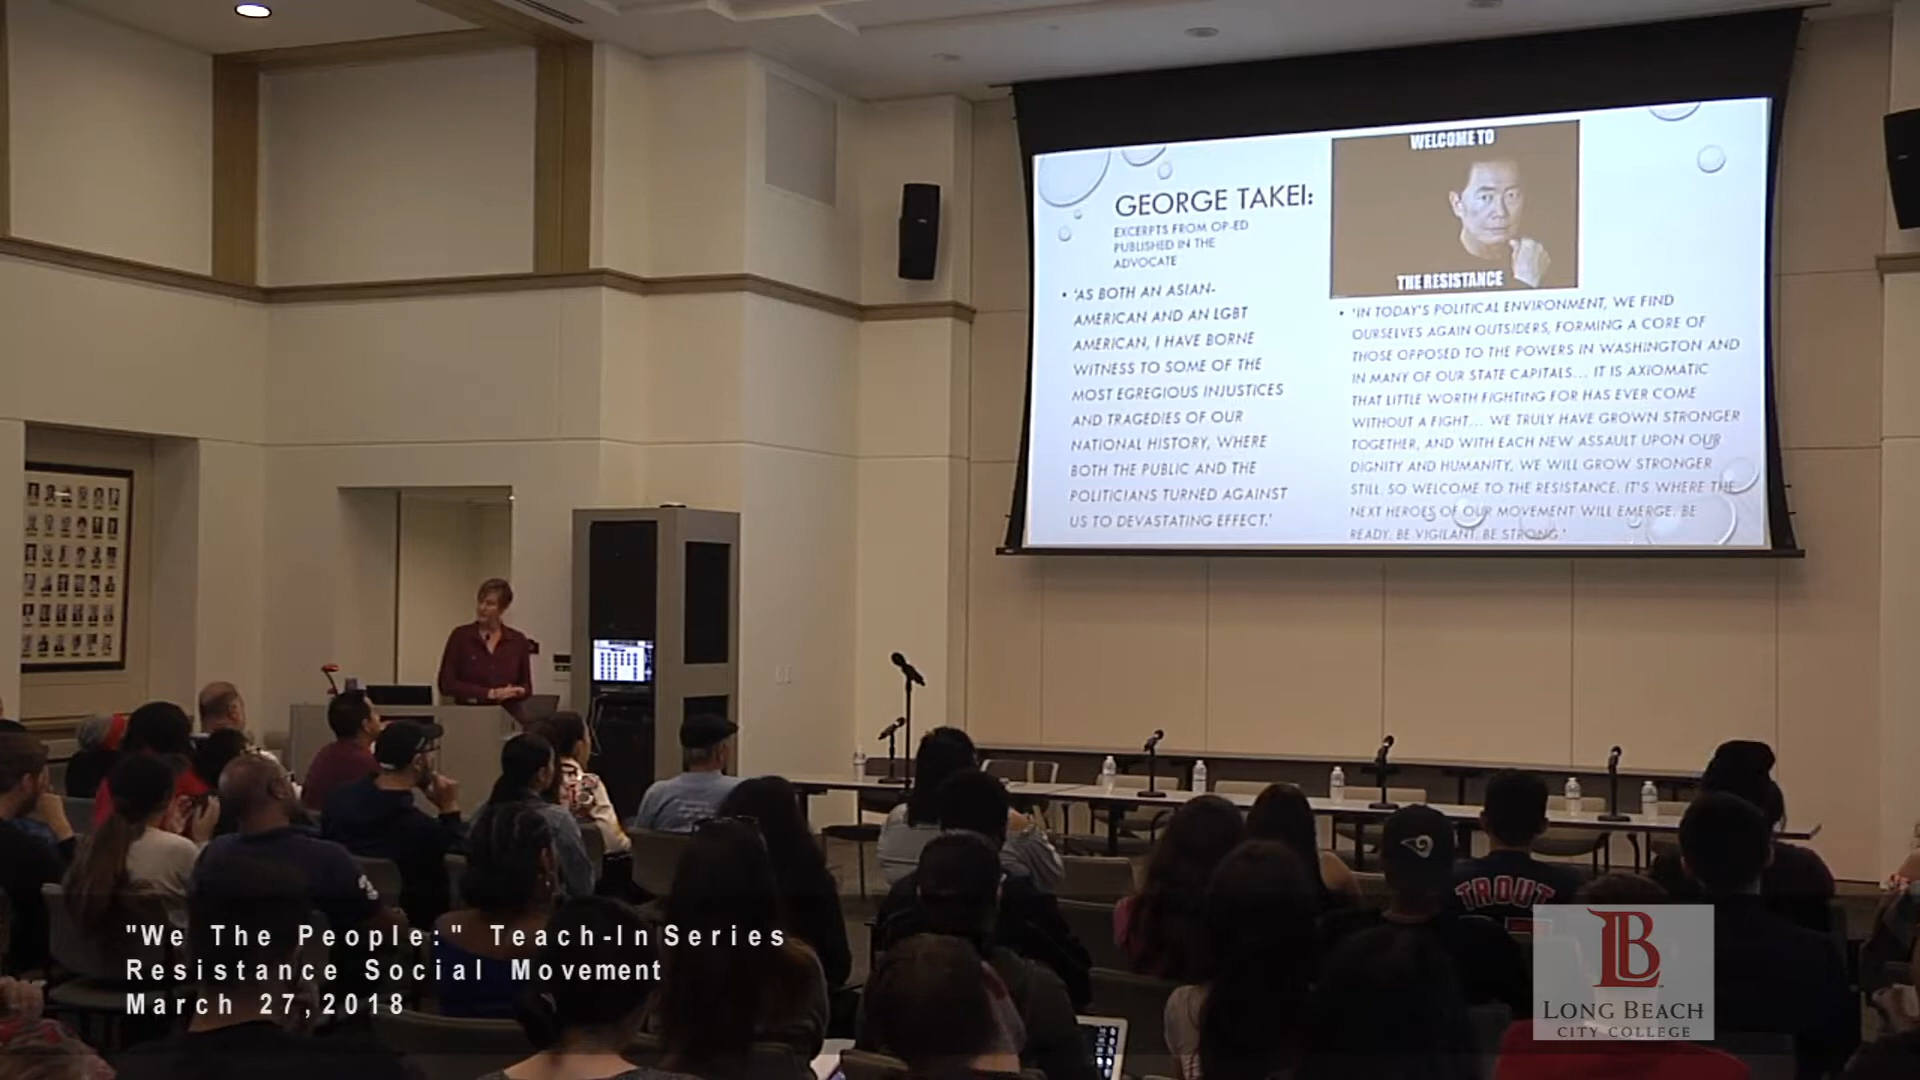 WELCOME TO
THE RESISTANCE
GEORGE TAKEI:
EXCERPTS FROM OP-ED
PUBLISHED IN THE
ADVOCATE
• 'AS BOTH AN ASIAN-
AMERICAN AND AN LGBT
AMERICAN, I HAVE BORNE
WITNESS TO SOME OF THE
MOST EGREGIOUS INJUSTICES
AND TRAGEDIES OF OUR
NATIONAL HISTORY, WHERE
BOTH THE PUBLIC AND THE
POLITICIANS TURNED AGAINST
US TO DEVASTATING EFFECT.'
• 'IN TODAY'S POLITICAL ENVIRONMENT, WE FIND
OURSELVES AGAIN OUTSIDERS, FORMING A CORE OF
THOSE OPPOSED TO THE POWERS IN WASHINGTON AND
IN MANY OF OUR STATE CAPITALS... IT IS AXIOMATIC
THAT LITTLE WORTH FIGHTING FOR HAS EVER COME
WITHOUT A FIGHT... WE TRULY HAVE GROWN STRONGER
TOGETHER, AND WITH EACH NEW ASSAULT UPON OUR
DIGNITY AND HUMANITY, WE WILL GROW STRONGER
STILL. SO WELCOME TO THE RESISTANCE. IT'S WHERE THE
NEXT HEROES OF OUR MOVEMENT WILL EMERGE. BE
READY. BE VIGILANT. BE STRONG.'
TROUT
"We The People:" Teach-In Series
Resistance Social Movement
March 27,2018
LB
LONG BEACH
CITY COLLEGE